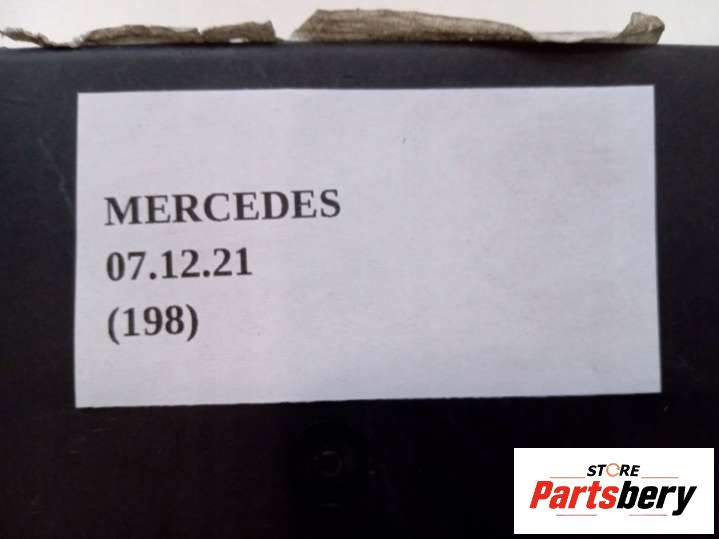 MERCEDES
07.12.21
(198)
STORE
Partsbery